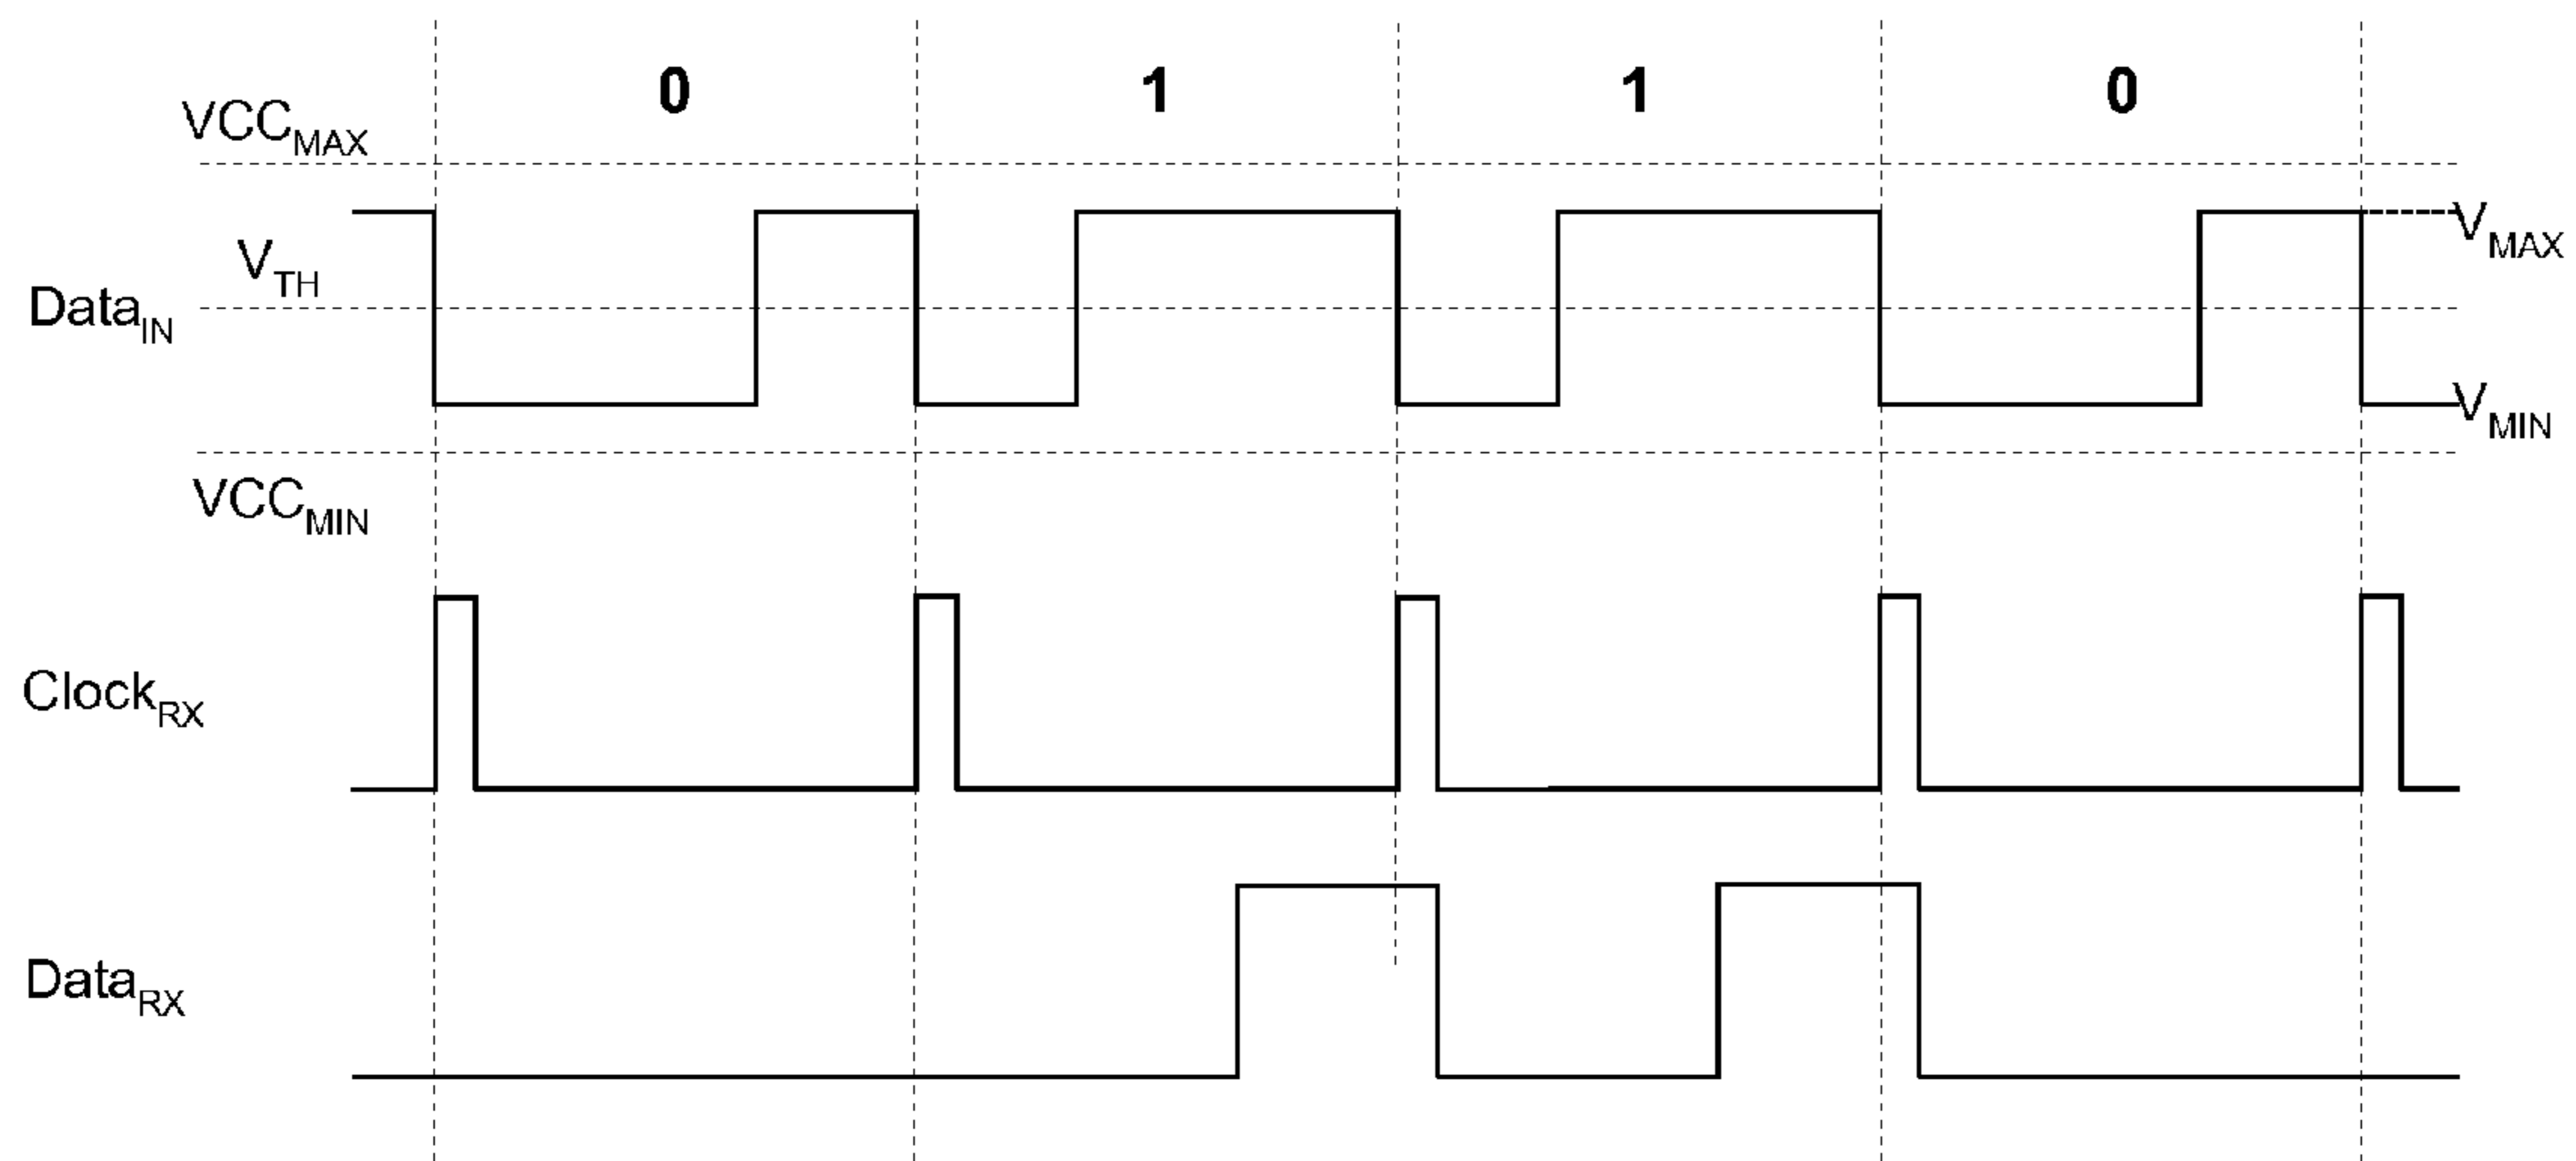 0 1 1 0
VCCMAX
VMAX
VTH
DataIN
VMIN
VCCMIN
ClockRX
DataRX